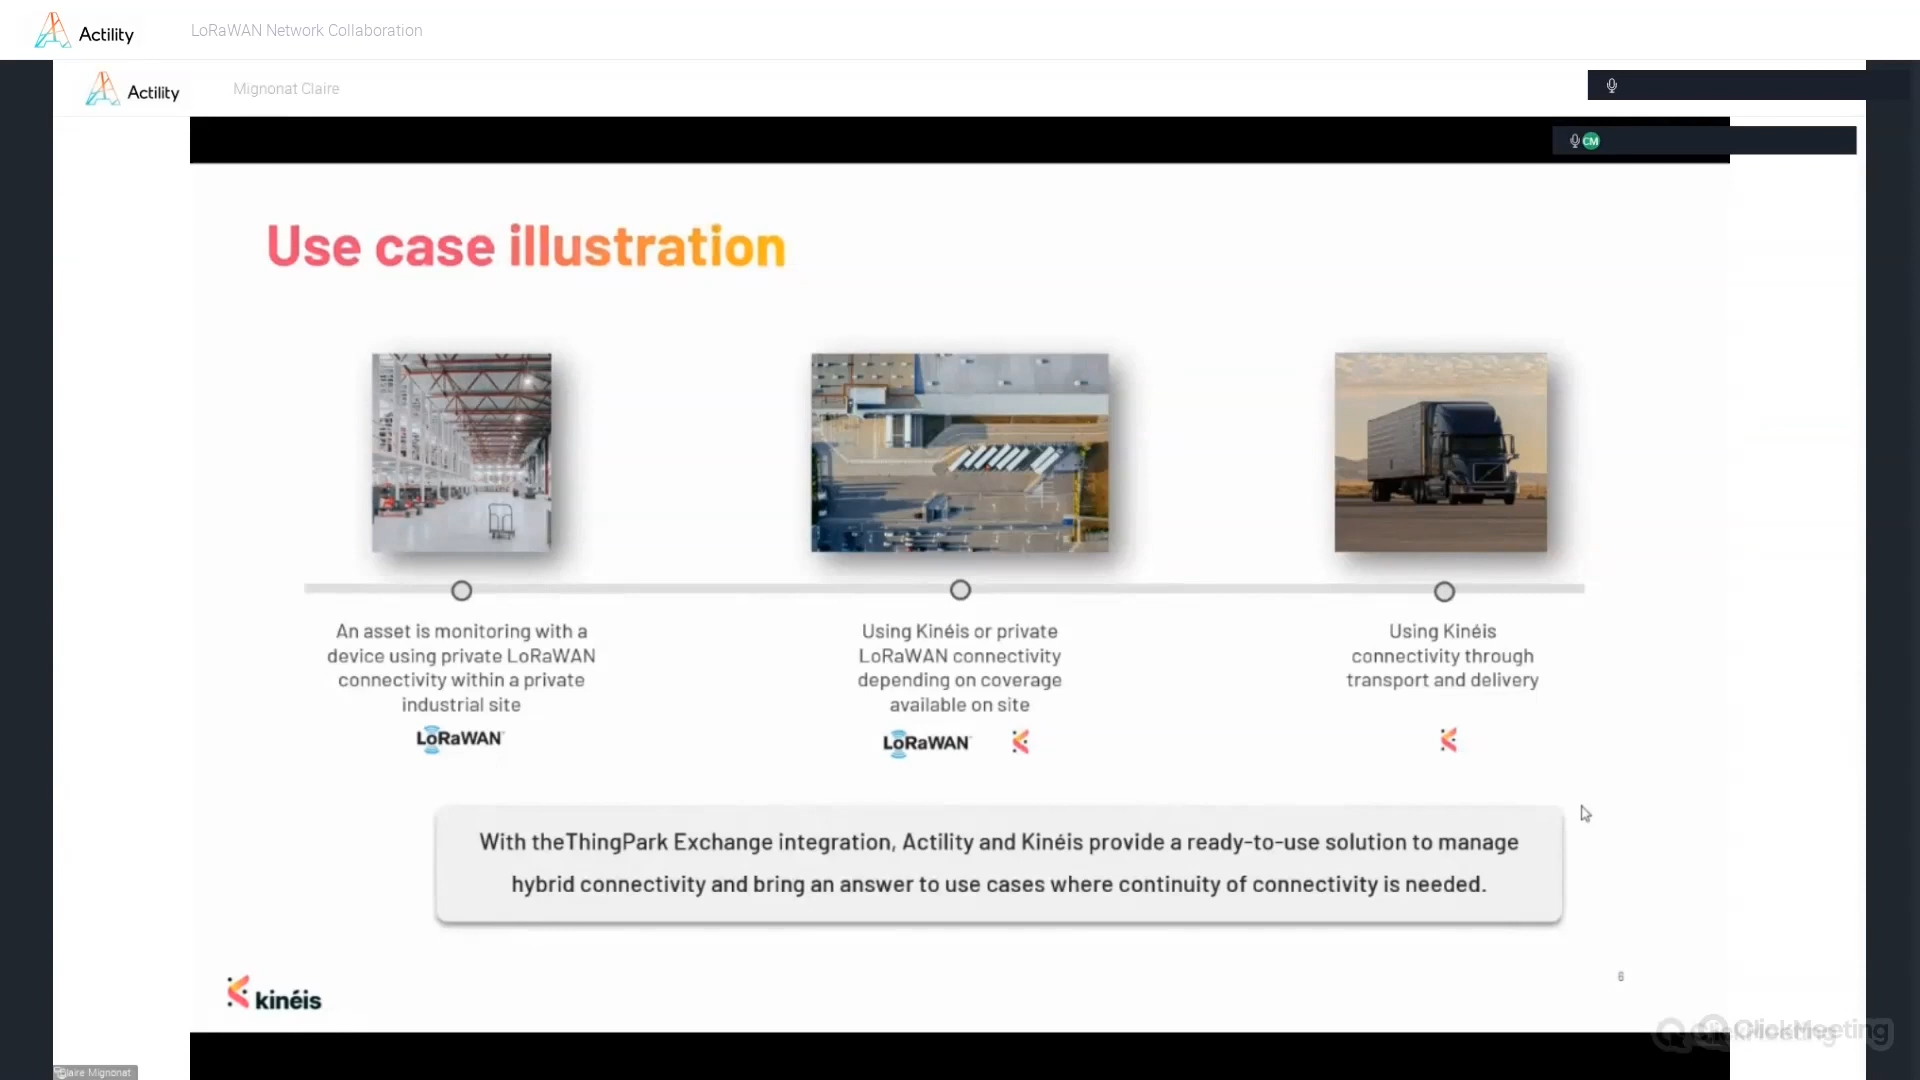 Actility
LoRaWAN Network Collaboration
Actility
Mignonat Claire
CM
Use case illustration
An asset is monitoring with a
device using private LoRaWAN
connectivity within a private
industrial site
LoRaWAN
Using Kinéis or private
LoRaWAN connectivity
depending on coverage
available on site
LoRaWAN
Using Kinéis
connectivity through
transport and delivery
With theThingPark Exchange integration, Actility and Kinéis provide a ready-to-use solution to manage
hybrid connectivity and bring an answer to use cases where continuity of connectivity is needed.
6
kinéis
ClickMeeting
Claire Mignonat